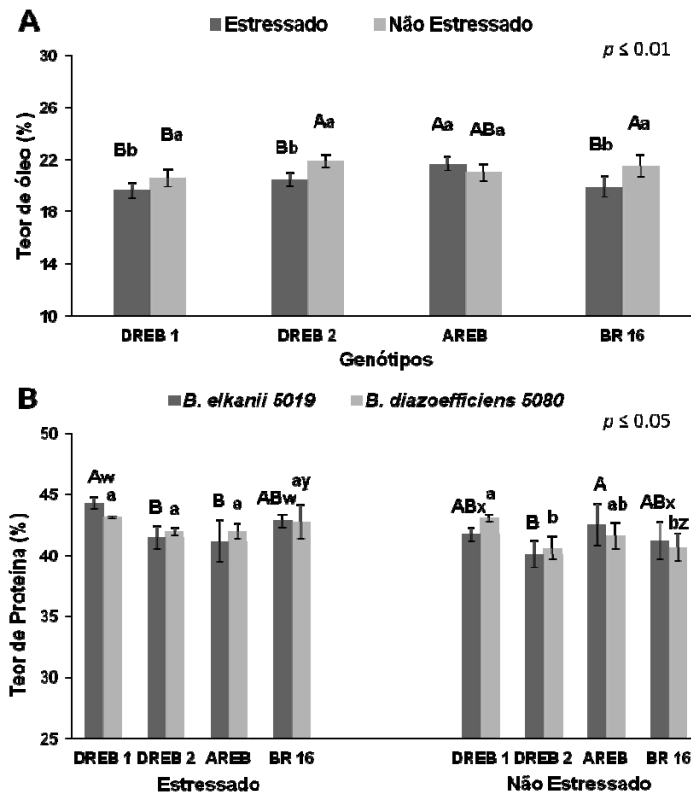 A
Estressado Não Estressado
p ≤ 0.01
30
26
22
18
14
10
Teor de óleo (%)
Bb Ba Bb Aa Aa ABa Bb Aa
DREB 1 DREB 2 AREB BR 16
Genótipos
B
B. elkanii 5019 B. diazoefficiens 5080
p ≤ 0.05
50
45
40
35
30
25
Teor de Proteína (%)
Aw a B a B a ABw ay ABx a B b A ab ABx bz
DREB 1 DREB 2 AREB BR 16 DREB 1 DREB 2 AREB BR 16
Estressado Não Estressado